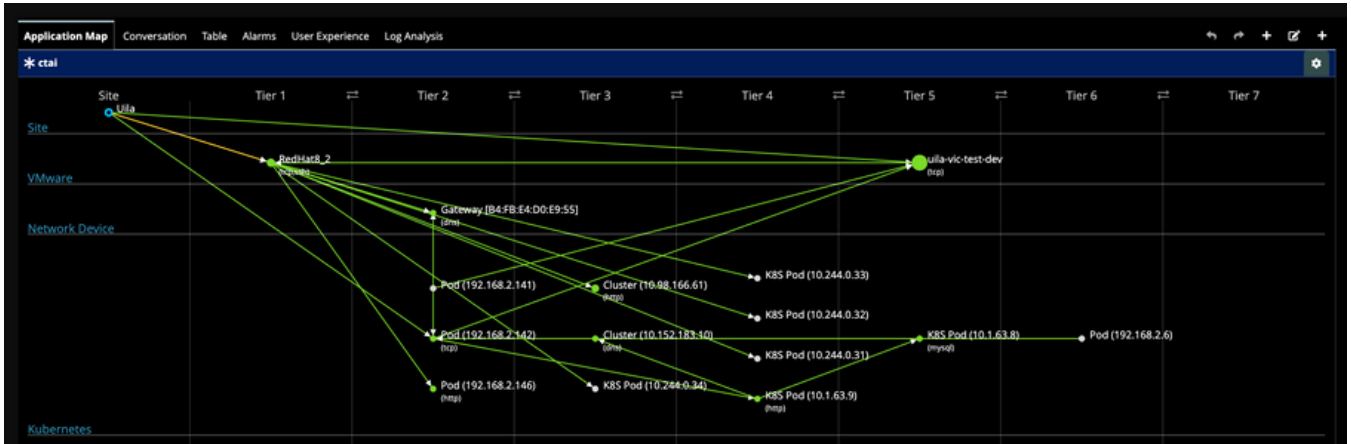 Application Map Conversation Table Alarms User Experience Log Analysis
ctai
Site Tier 1 Tier 2 Tier 3 Tier 4 Tier 5 Tier 6 Tier 7
Uila
Site
RedHat8_2
uila-vic-test-dev
(tcp)
VMware
Gateway [B4:FB:E4:D0:E9:55]
(dns)
Network Device
K8S Pod (10.244.0.33)
Pod (192.168.2.141)
Cluster (10.98.166.61)
(http)
K8S Pod (10.244.0.32)
Pod (192.168.2.142)
(tcp)
Cluster (10.152.183.10)
(dns)
K8S Pod (10.1.63.8)
(mysql)
Pod (192.168.2.6)
K8S Pod (10.244.0.31)
Pod (192.168.2.146)
(http)
K8S Pod (10.244.0.34)
K8S Pod (10.1.63.9)
(http)
Kubernetes